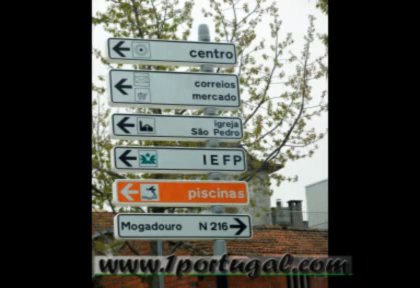 centro
correios
mercado
igreja
São Pedro
IEFP
piscinas
Mogadouro N 216
www.1portugal.com